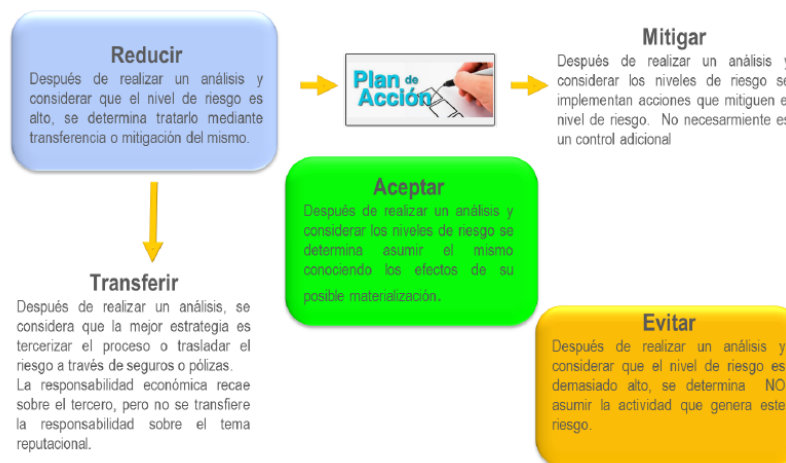 Reducir
Después de realizar un análisis y
considerar que el nivel de riesgo es
alto, se determina tratarlo mediante
transferencia o mitigación del mismo.
Plan de
Acción
Mitigar
Después de realizar un análisis y
considerar los niveles de riesgo se
implementan acciones que mitiguen el
nivel de riesgo. No necesarmiente es
un control adicional
Aceptar
Después de realizar un análisis y
considerar los niveles de riesgo se
determina asumir el mismo
conociendo los efectos de su
posible materialización.
Transferir
Después de realizar un análisis, se
considera que la mejor estrategia es
tercerizar el proceso o trasladar el
riesgo a través de seguros o pólizas.
La responsabilidad económica recae
sobre el tercero, pero no se transfiere
la responsabilidad sobre el tema
reputacional.
Evitar
Después de realizar un análisis y
considerar que el nivel de riesgo es
demasiado alto, se determina NO
asumir la actividad que genera este
riesgo.